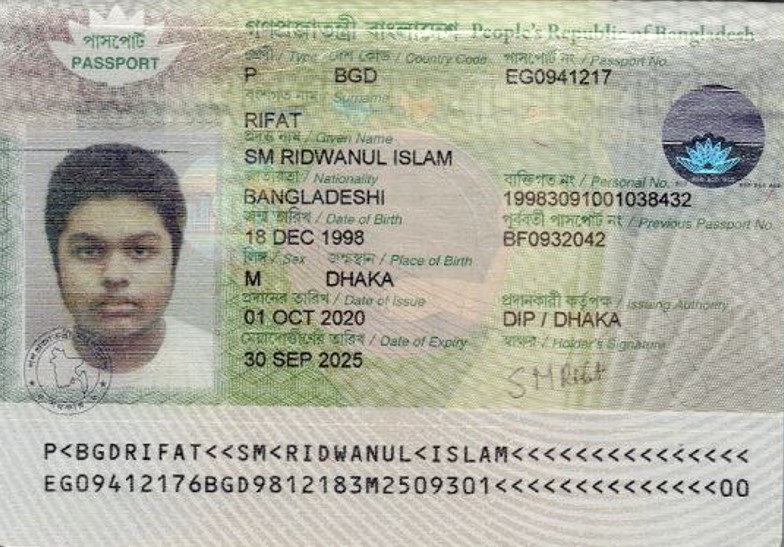 পাসপোর্ট
PASSPORT
গণপ্রজাতন্ত্রী বাংলাদেশ People's Republic of Bangladesh
শ্রেণী / Type দেশ কোড / Country Code পাসপোর্ট নং / Passport No.
P BGD EG0941217
বংশগত নাম / Surname
RIFAT
প্রদত্ত নাম / Given Name
SM RIDWANUL ISLAM
জাতীয়তা / Nationality ব্যক্তিগত নং / Personal No.
BANGLADESHI 19983091001038432
জন্ম তারিখ / Date of Birth পূর্ববর্তী পাসপোর্ট নং / Previous Passport No.
18 DEC 1998 BF0932042
লিঙ্গ / Sex জন্মস্থান / Place of Birth
M DHAKA
প্রদানের তারিখ / Date of Issue প্রদানকারী কর্তৃপক্ষ / Issuing Authority
01 OCT 2020 DIP / DHAKA
মেয়াদোত্তীর্ণের তারিখ / Date of Expiry স্বাক্ষর / Holder's Signature
30 SEP 2025 S M Rifat
P<BGDRIFAT<<SM<RIDWANUL<ISLAM<<<<<<<<<<<<<<<
EG09412176BGD9812183M2509301<<<<<<<<<<<<<<00